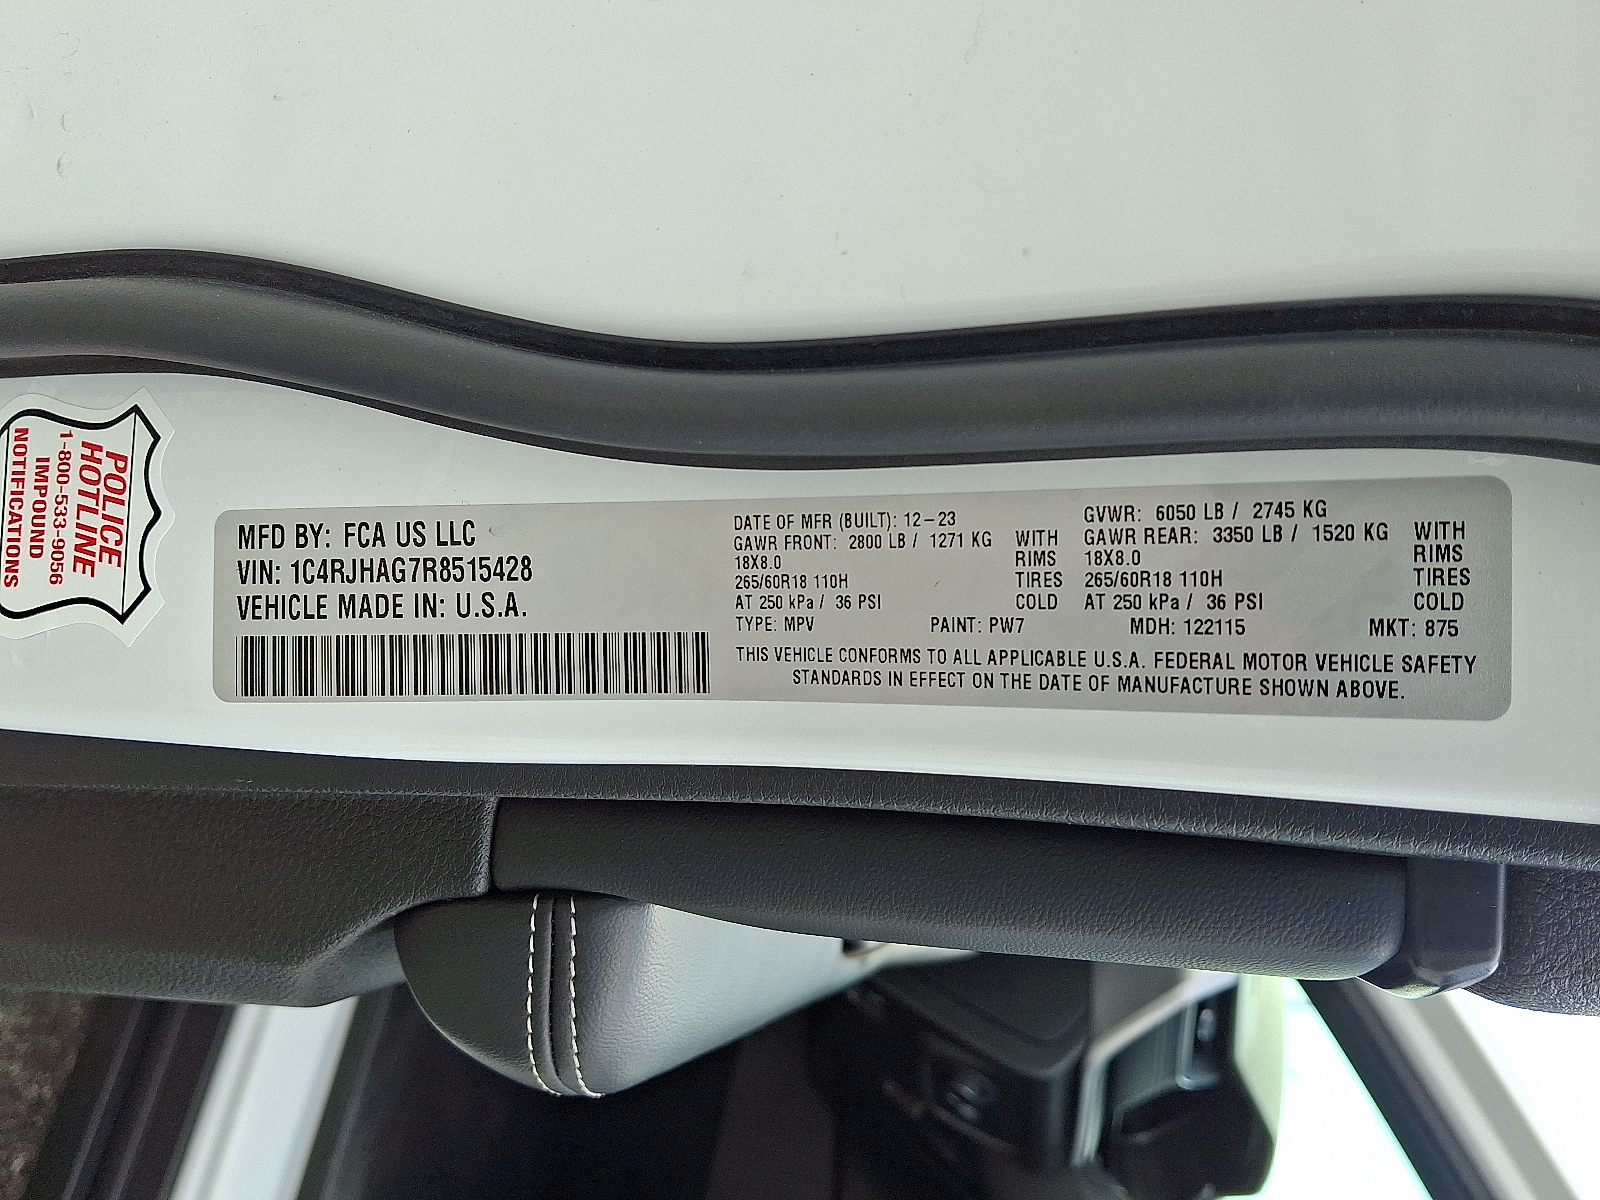 POLICE
HOTLINE
1-800-533-9056
IMPOUND
NOTIFICATIONS
MFD BY: FCA US LLC
VIN: 1C4RJHAG7R8515428
VEHICLE MADE IN: U.S.A.
DATE OF MFR (BUILT): 12-23
GAWR FRONT: 2800 LB / 1271 KG WITH
18X8.0 RIMS
265/60R18 110H TIRES
AT 250 kPa / 36 PSI COLD
GVWR: 6050 LB / 2745 KG
GAWR REAR: 3350 LB / 1520 KG WITH
18X8.0 RIMS
265/60R18 110H TIRES
AT 250 kPa / 36 PSI COLD
TYPE: MPV PAINT: PW7 MDH: 122115 MKT: 875
THIS VEHICLE CONFORMS TO ALL APPLICABLE U.S.A. FEDERAL MOTOR VEHICLE SAFETY
STANDARDS IN EFFECT ON THE DATE OF MANUFACTURE SHOWN ABOVE.